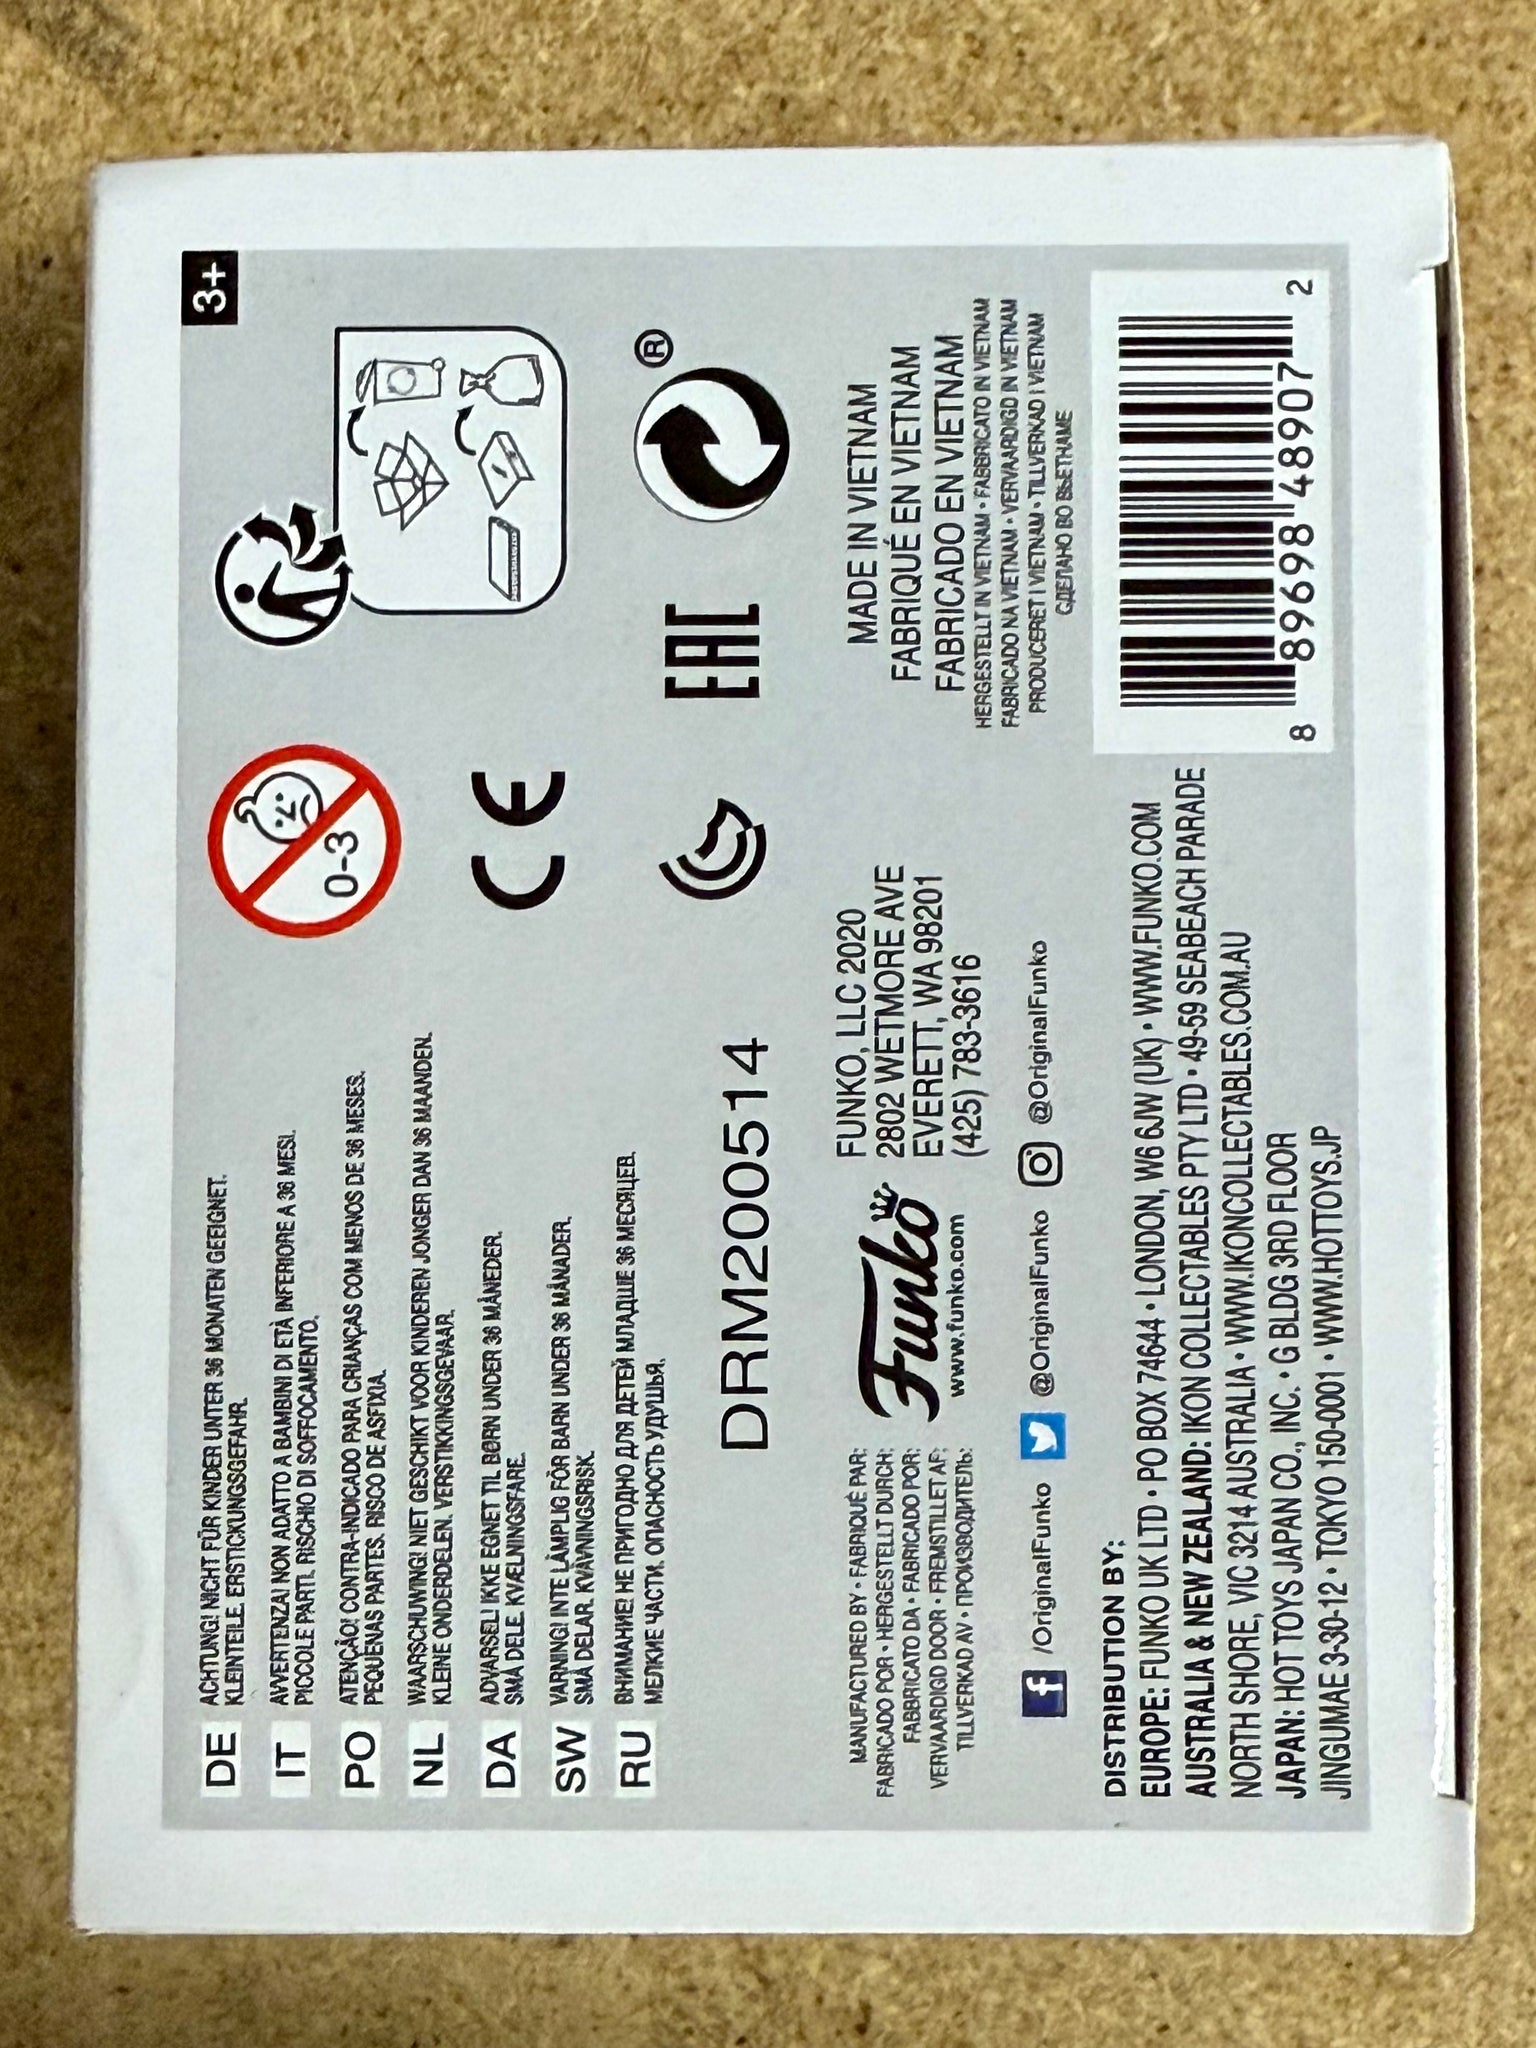 DE ACHTUNG! NICHT FÜR KINDER UNTER 36 MONATEN GEEIGNET.
KLEINTEILE. ERSTICKUNGSGEFAHR.
IT AVVERTENZA! NON ADATTO A BAMBINI DI ETÀ INFERIORE A 36 MESI.
PICCOLE PARTI. RISCHIO DI SOFFOCAMENTO.
PO ATENÇÃO! CONTRA-INDICADO PARA CRIANÇAS COM MENOS DE 36 MESES.
PEQUENAS PARTES. RISCO DE ASFIXIA.
NL WAARSCHUWING! NIET GESCHIKT VOOR KINDEREN JONGER DAN 36 MAANDEN.
KLEINE ONDERDELEN. VERSTIKKINGSGEVAAR.
DA ADVARSEL! IKKE EGNET TIL BØRN UNDER 36 MÅNEDER.
SMÅ DELE. KVÆLNINGSFARE.
SW VARNING! INTE LÄMPLIG FÖR BARN UNDER 36 MÅNADER.
SMÅ DELAR. KVÄVNINGSRISK.
RU ВНИМАНИЕ! НЕ ПРИГОДНО ДЛЯ ДЕТЕЙ МЛАДШЕ 36 МЕСЯЦЕВ.
МЕЛКИЕ ЧАСТИ. ОПАСНОСТЬ УДУШЬЯ.
DRM200514
0-3
CE
3+
EAC
®
MANUFACTURED BY • FABRIQUÉ PAR:
FABRICADO POR • HERGESTELLT DURCH:
FABBRICATO DA • FABRICADO POR:
VERVAARDIGD DOOR • FREMSTILLET AF:
TILLVERKAD AV • ПРОИЗВОДИТЕЛЬ:
Funko
www.funko.com
FUNKO, LLC 2020
2802 WETMORE AVE
EVERETT, WA 98201
(425) 783-3616
/OriginalFunko @OriginalFunko @OriginalFunko
MADE IN VIETNAM
FABRIQUÉ EN VIETNAM
FABRICADO EN VIETNAM
HERGESTELLT IN VIETNAM • FABBRICATO IN VIETNAM
FABRICADO NA VIETNAM • VERVAARDIGD IN VIETNAM
PRODUCERET I VIETNAM • TILLVERKAD I VIETNAM
СДЕЛАНО ВО ВЬЕТНАМЕ
DISTRIBUTION BY:
EUROPE: FUNKO UK LTD • PO BOX 74644 • LONDON, W6 6JW (UK) • WWW.FUNKO.COM
AUSTRALIA & NEW ZEALAND: IKON COLLECTABLES PTY LTD • 49-59 SEABEACH PARADE
NORTH SHORE, VIC 3214 AUSTRALIA • WWW.IKONCOLLECTABLES.COM.AU
JAPAN: HOT TOYS JAPAN CO., INC. • G BLDG 3RD FLOOR
JINGUMAE 3-30-12 • TOKYO 150-0001 • WWW.HOTTOYS.JP
8 89698 48907 2